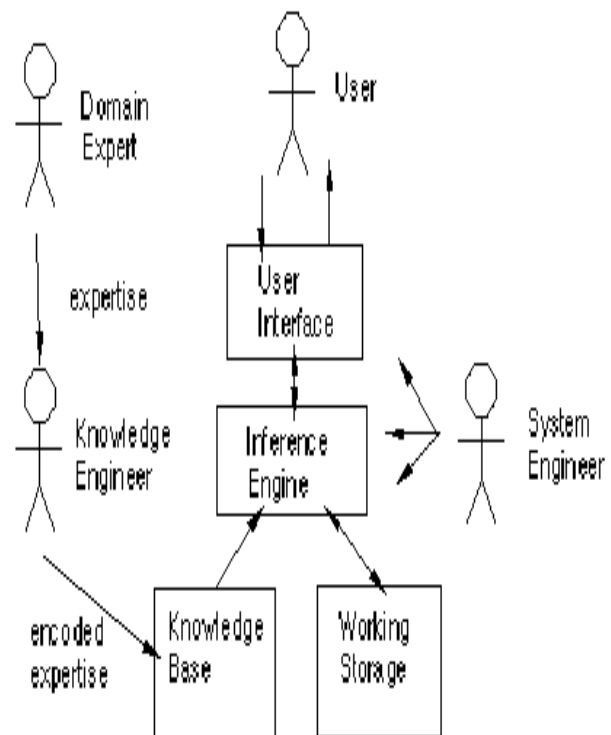 Domain
Expert
User
User
Interface
expertise
Knowledge
Engineer
Inference
Engine
System
Engineer
encoded
expertise
Knowledge
Base
Working
Storage